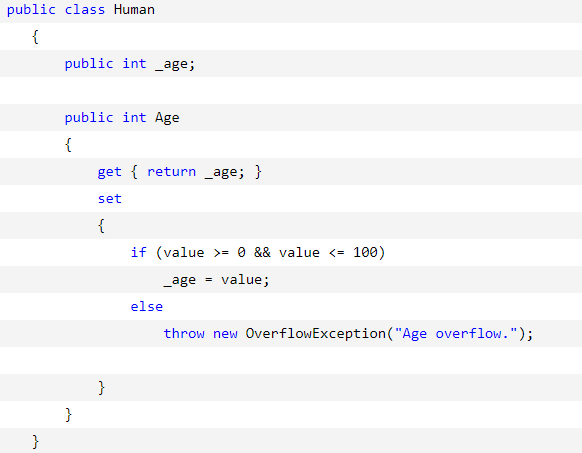 public class Human
{
public int _age;
public int Age
{
get { return _age; }
set
{
if (value >= 0 && value <= 100)
_age = value;
else
throw new OverflowException("Age overflow.");
}
}
}